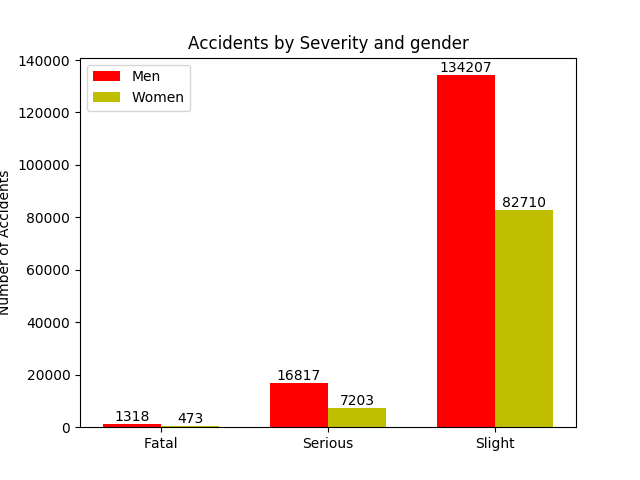 Accidents by Severity and gender
Men
Women
Number of Accidents
140000
120000
100000
80000
60000
40000
20000
0
134207
82710
16817
7203
1318
473
Fatal
Serious
Slight